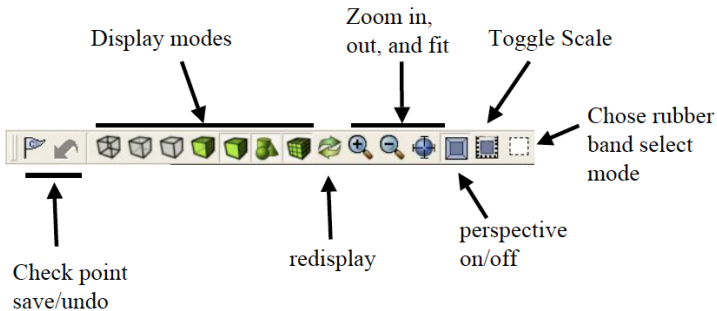 Zoom in,
out, and fit
Display modes
Toggle Scale
Chose rubber
band select
mode
perspective
on/off
redisplay
Check point
save/undo